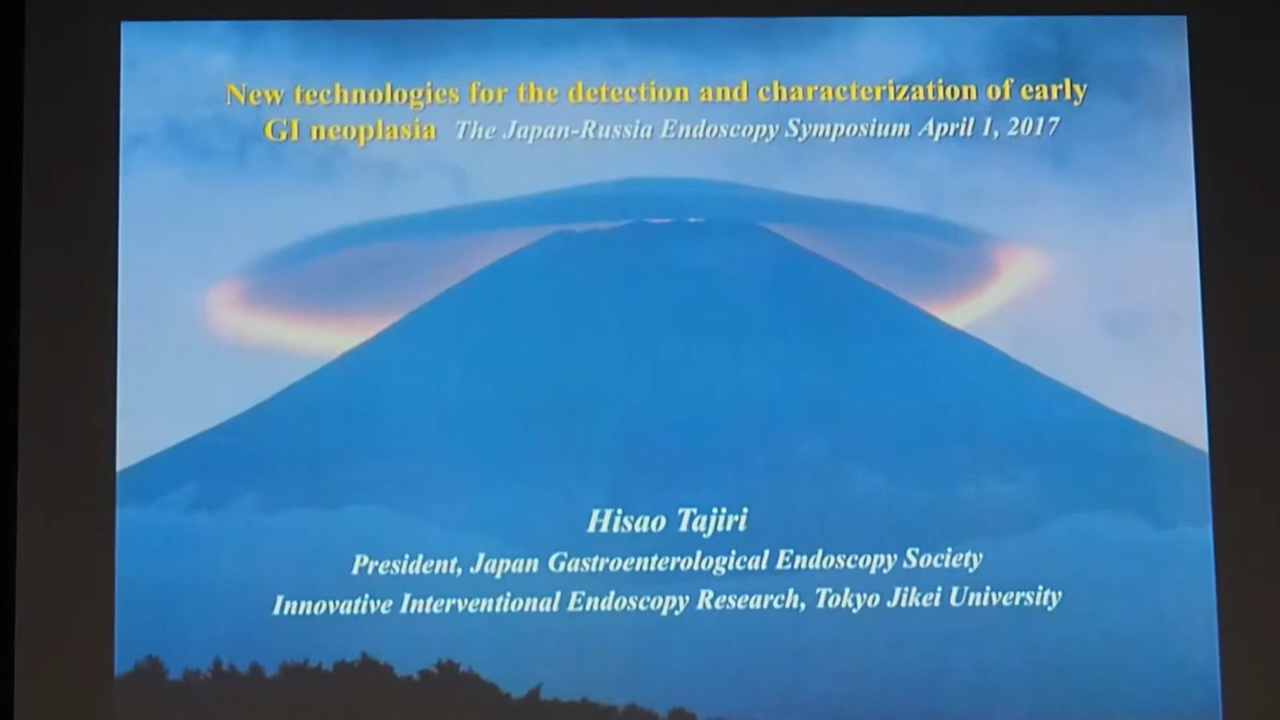 New technologies for the detection and characterization of early
GI neoplasia The Japan-Russia Endoscopy Symposium April 1, 2017
Hisao Tajiri
President, Japan Gastroenterological Endoscopy Society
Innovative Interventional Endoscopy Research, Tokyo Jikei University